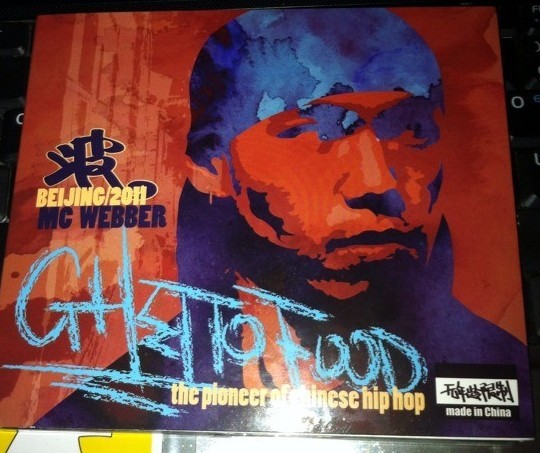 BEIJING/2011
MC WEBBER
GHETTO FOOD
the pioneer of chinese hip hop
made in China